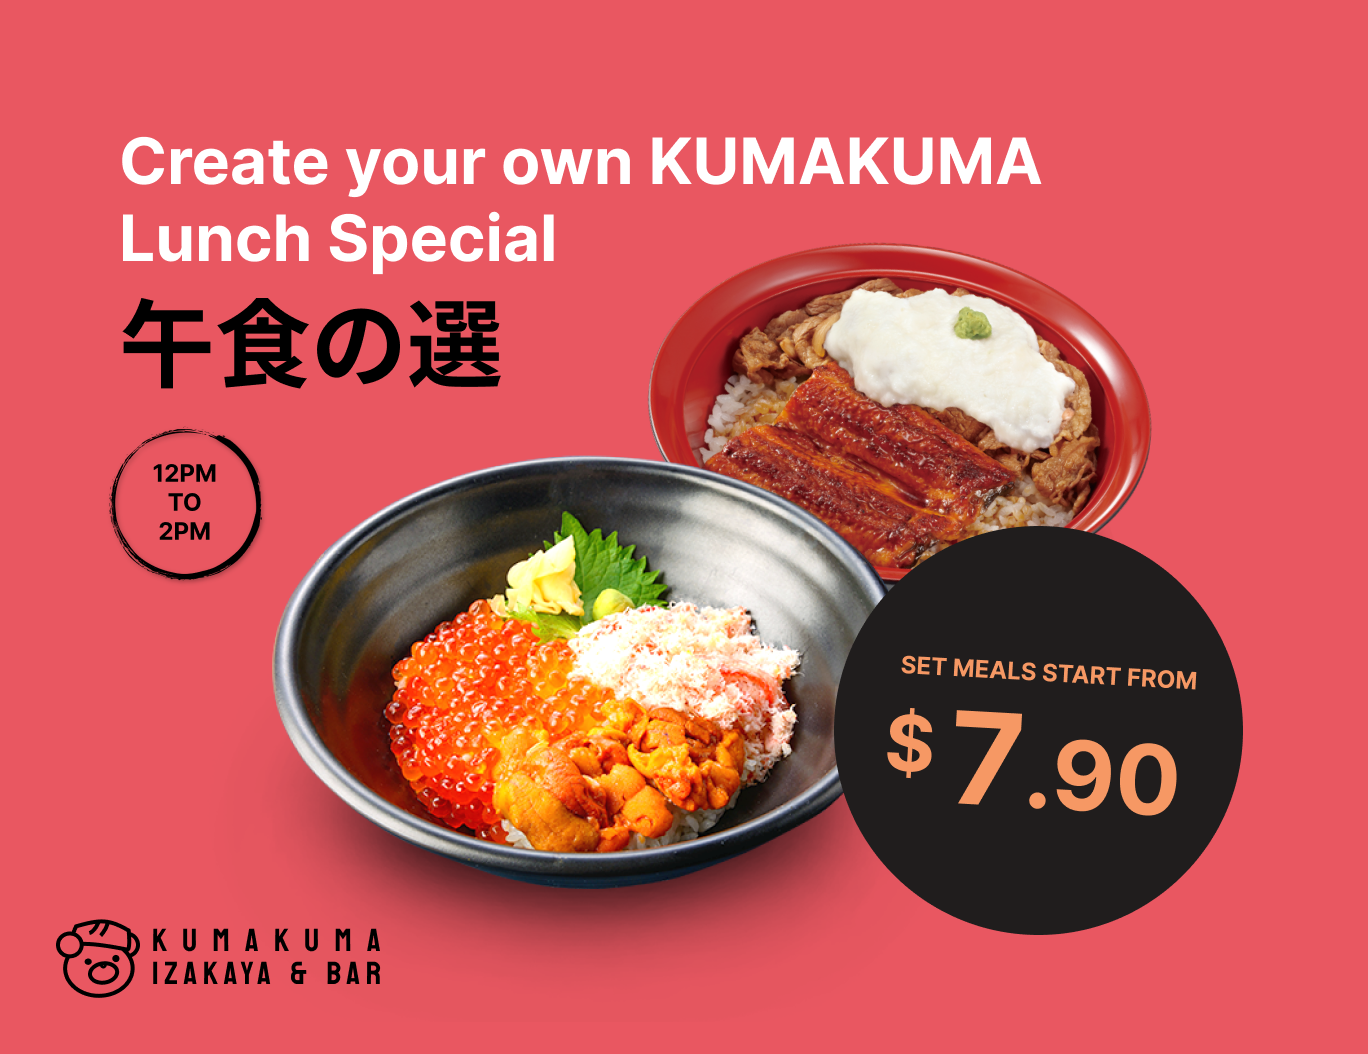 Create your own KUMAKUMA
Lunch Special
午食の選
12PM
TO
2PM
SET MEALS START FROM
$7.90
KUMAKUMA
IZAKAYA & BAR